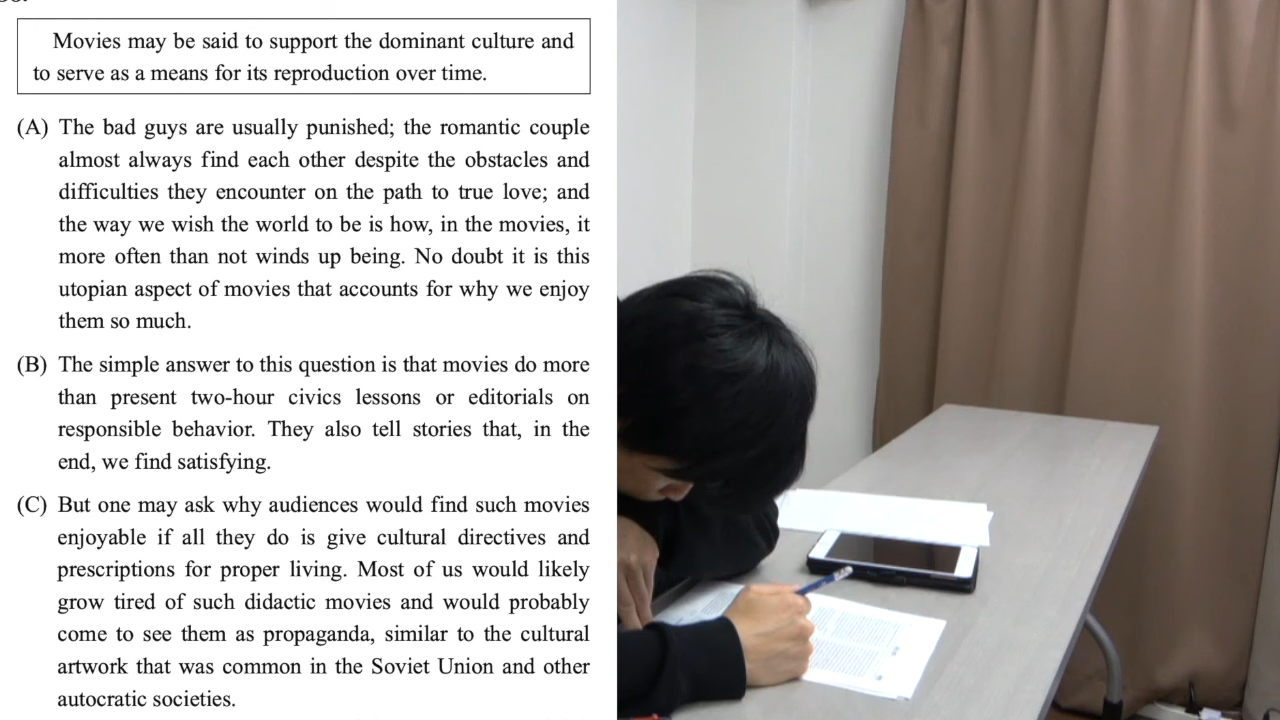 Movies may be said to support the dominant culture and
to serve as a means for its reproduction over time.
(A) The bad guys are usually punished; the romantic couple
almost always find each other despite the obstacles and
difficulties they encounter on the path to true love; and
the way we wish the world to be is how, in the movies, it
more often than not winds up being. No doubt it is this
utopian aspect of movies that accounts for why we enjoy
them so much.
(B) The simple answer to this question is that movies do more
than present two-hour civics lessons or editorials on
responsible behavior. They also tell stories that, in the
end, we find satisfying.
(C) But one may ask why audiences would find such movies
enjoyable if all they do is give cultural directives and
prescriptions for proper living. Most of us would likely
grow tired of such didactic movies and would probably
come to see them as propaganda, similar to the cultural
artwork that was common in the Soviet Union and other
autocratic societies.